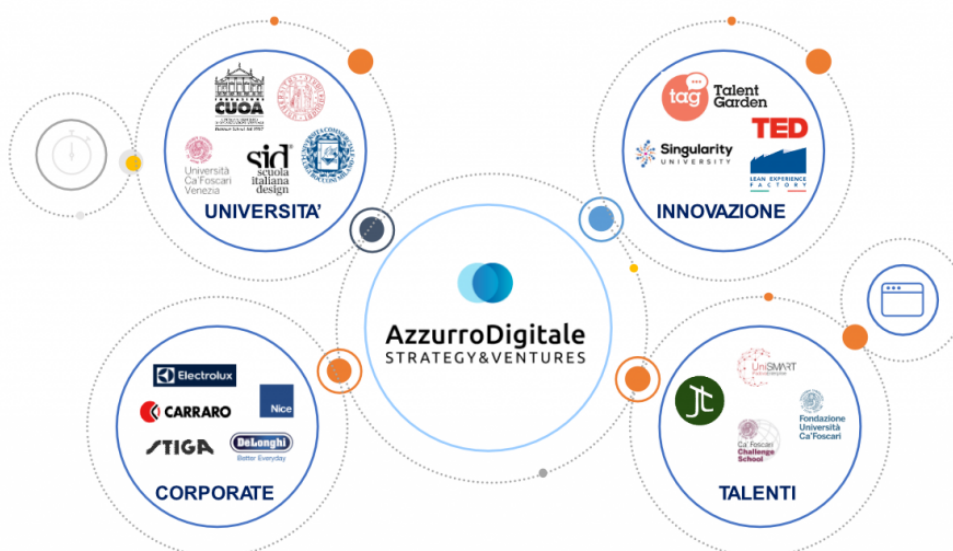 FONDAZIONE
CUOA
Università
Ca'Foscari
Venezia
sid
scuola
italiana
design
UNIVERSITA'
tag
Talent
Garden
TED
Singularity
UNIVERSITY
LEAN EXPERIENCE
FACTORY
INNOVAZIONE
AzzurroDigitale
STRATEGY&VENTURES
Electrolux
CARRARO
Nice
STIGA
DeLonghi
Better Everyday
CORPORATE
UniSMART
jt
Fondazione
Università
Ca'Foscari
Ca' Foscari
Challenge
School
TALENTI